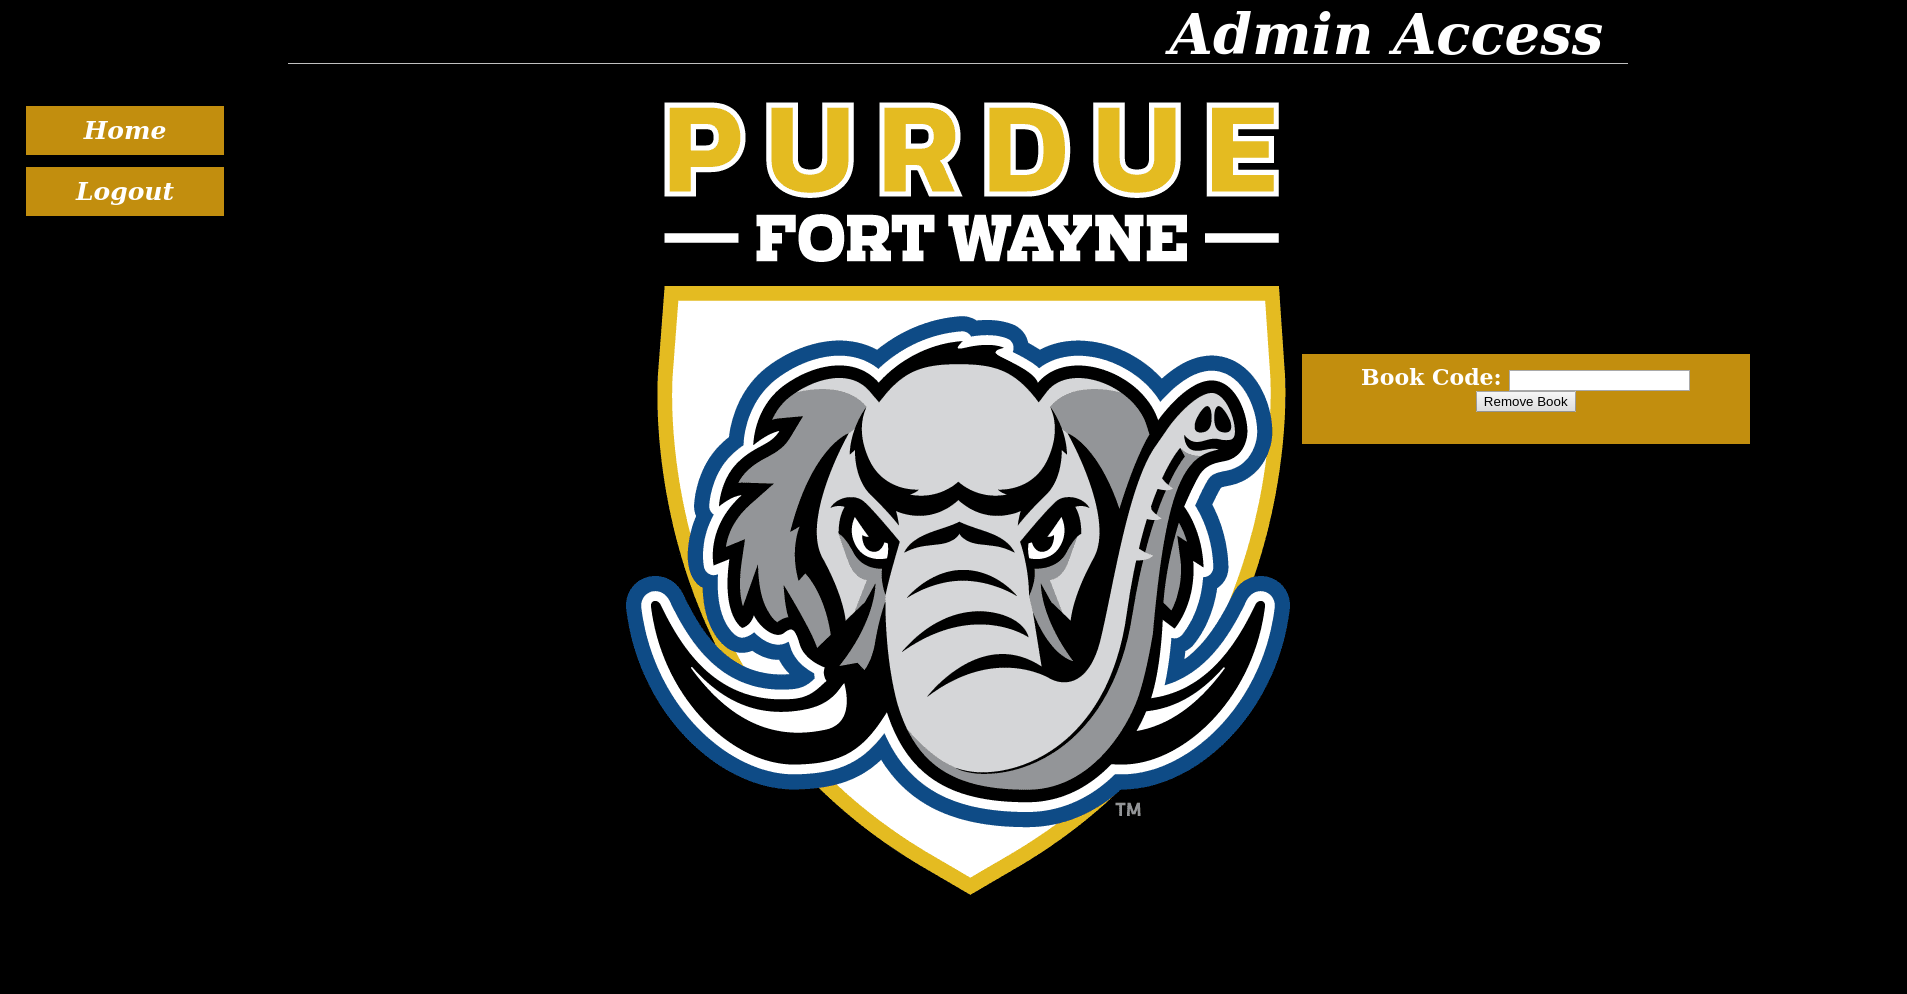 Admin Access
Home
Logout
PURDUE
FORT WAYNE
Book Code:
Remove Book
TM